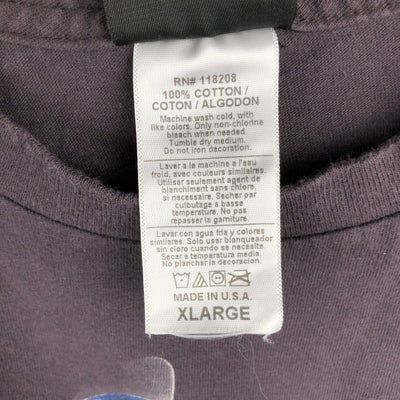 RN# 118208
100% COTTON/
COTON / ALGODON
Machine wash cold, with
like colors. Only non-chlorine
bleach when needed.
Tumble dry medium.
Do not iron decoration.
Laver a la machine a l'eau
froid, avec couleurs similaires.
Utiliser seulement agent de
blanchiment sans chlore,
si necessaire. Secher par
culbutage a basse
temperature. No vis pas
repasser la garniture.
Lavar con agua fria y colores
similares. Solo usar blanqueador
sin cloro cuando se necesite.
Secar a temperatura media.
No planchar la decoracion.
MADE IN U.S.A.
XLARGE